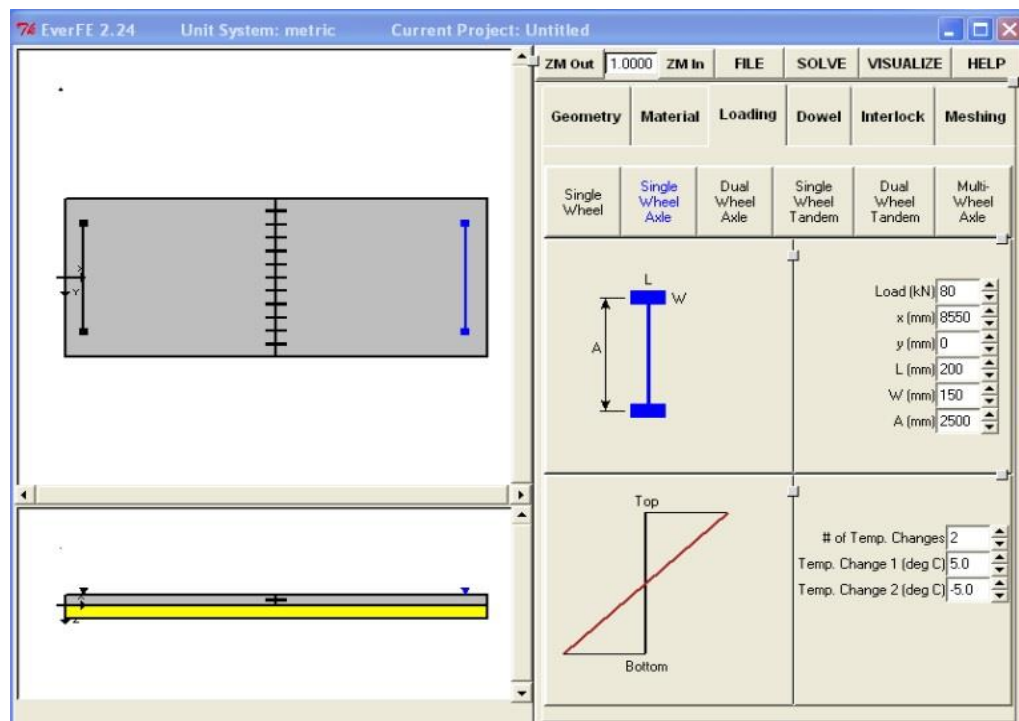 7k EverFE 2.24 Unit System: metric Current Project: Untitled
ZM Out 1.0000 ZM In FILE SOLVE VISUALIZE HELP
Geometry Material Loading Dowel Interlock Meshing
Single Wheel
Single Wheel Axle
Dual Wheel Axle
Single Wheel Tandem
Dual Wheel Tandem
Multi- Wheel Axle
X
Y
L
W
A
Load (kN) 80
x (mm) 8550
y (mm) 0
L (mm) 200
W (mm) 150
A (mm) 2500
X
Z
Top
Bottom
# of Temp. Changes 2
Temp. Change 1 (deg C) 5.0
Temp. Change 2 (deg C) -5.0